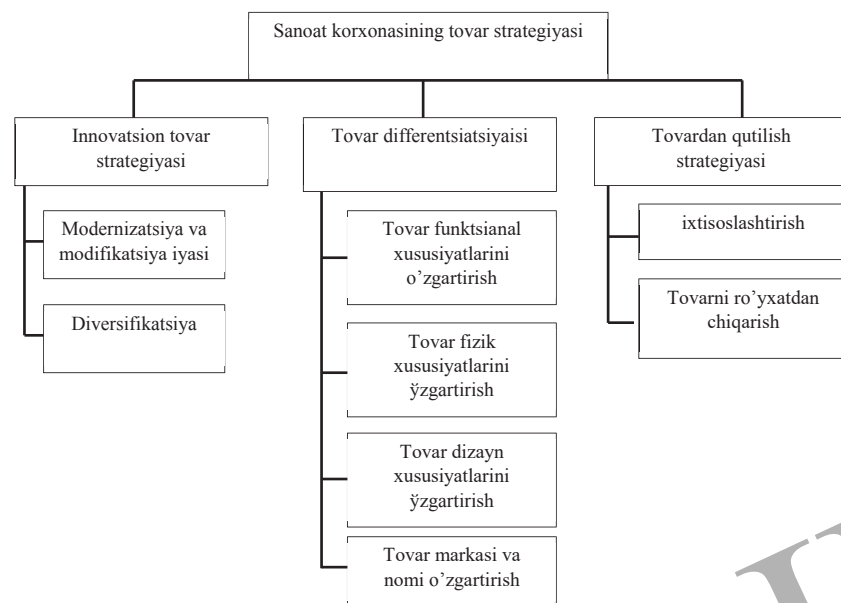 Sanoat korxonasining tovar strategiyasi
Innovatsion tovar
strategiyasi
Modernizatsiya va
modifikatsiya iyasi
Diversifikatsiya
Tovar differentsiatsiyaisi
Tovar funktsianal
xususiyatlarini
o’zgartirish
Tovar fizik
xususiyatlarini
ÿzgartirish
Tovar dizayn
xususiyatlarini
ÿzgartirish
Tovar markasi va
nomi o’zgartirish
Tovardan qutilish
strategiyasi
ixtisoslashtirish
Tovarni ro’yxatdan
chiqarish